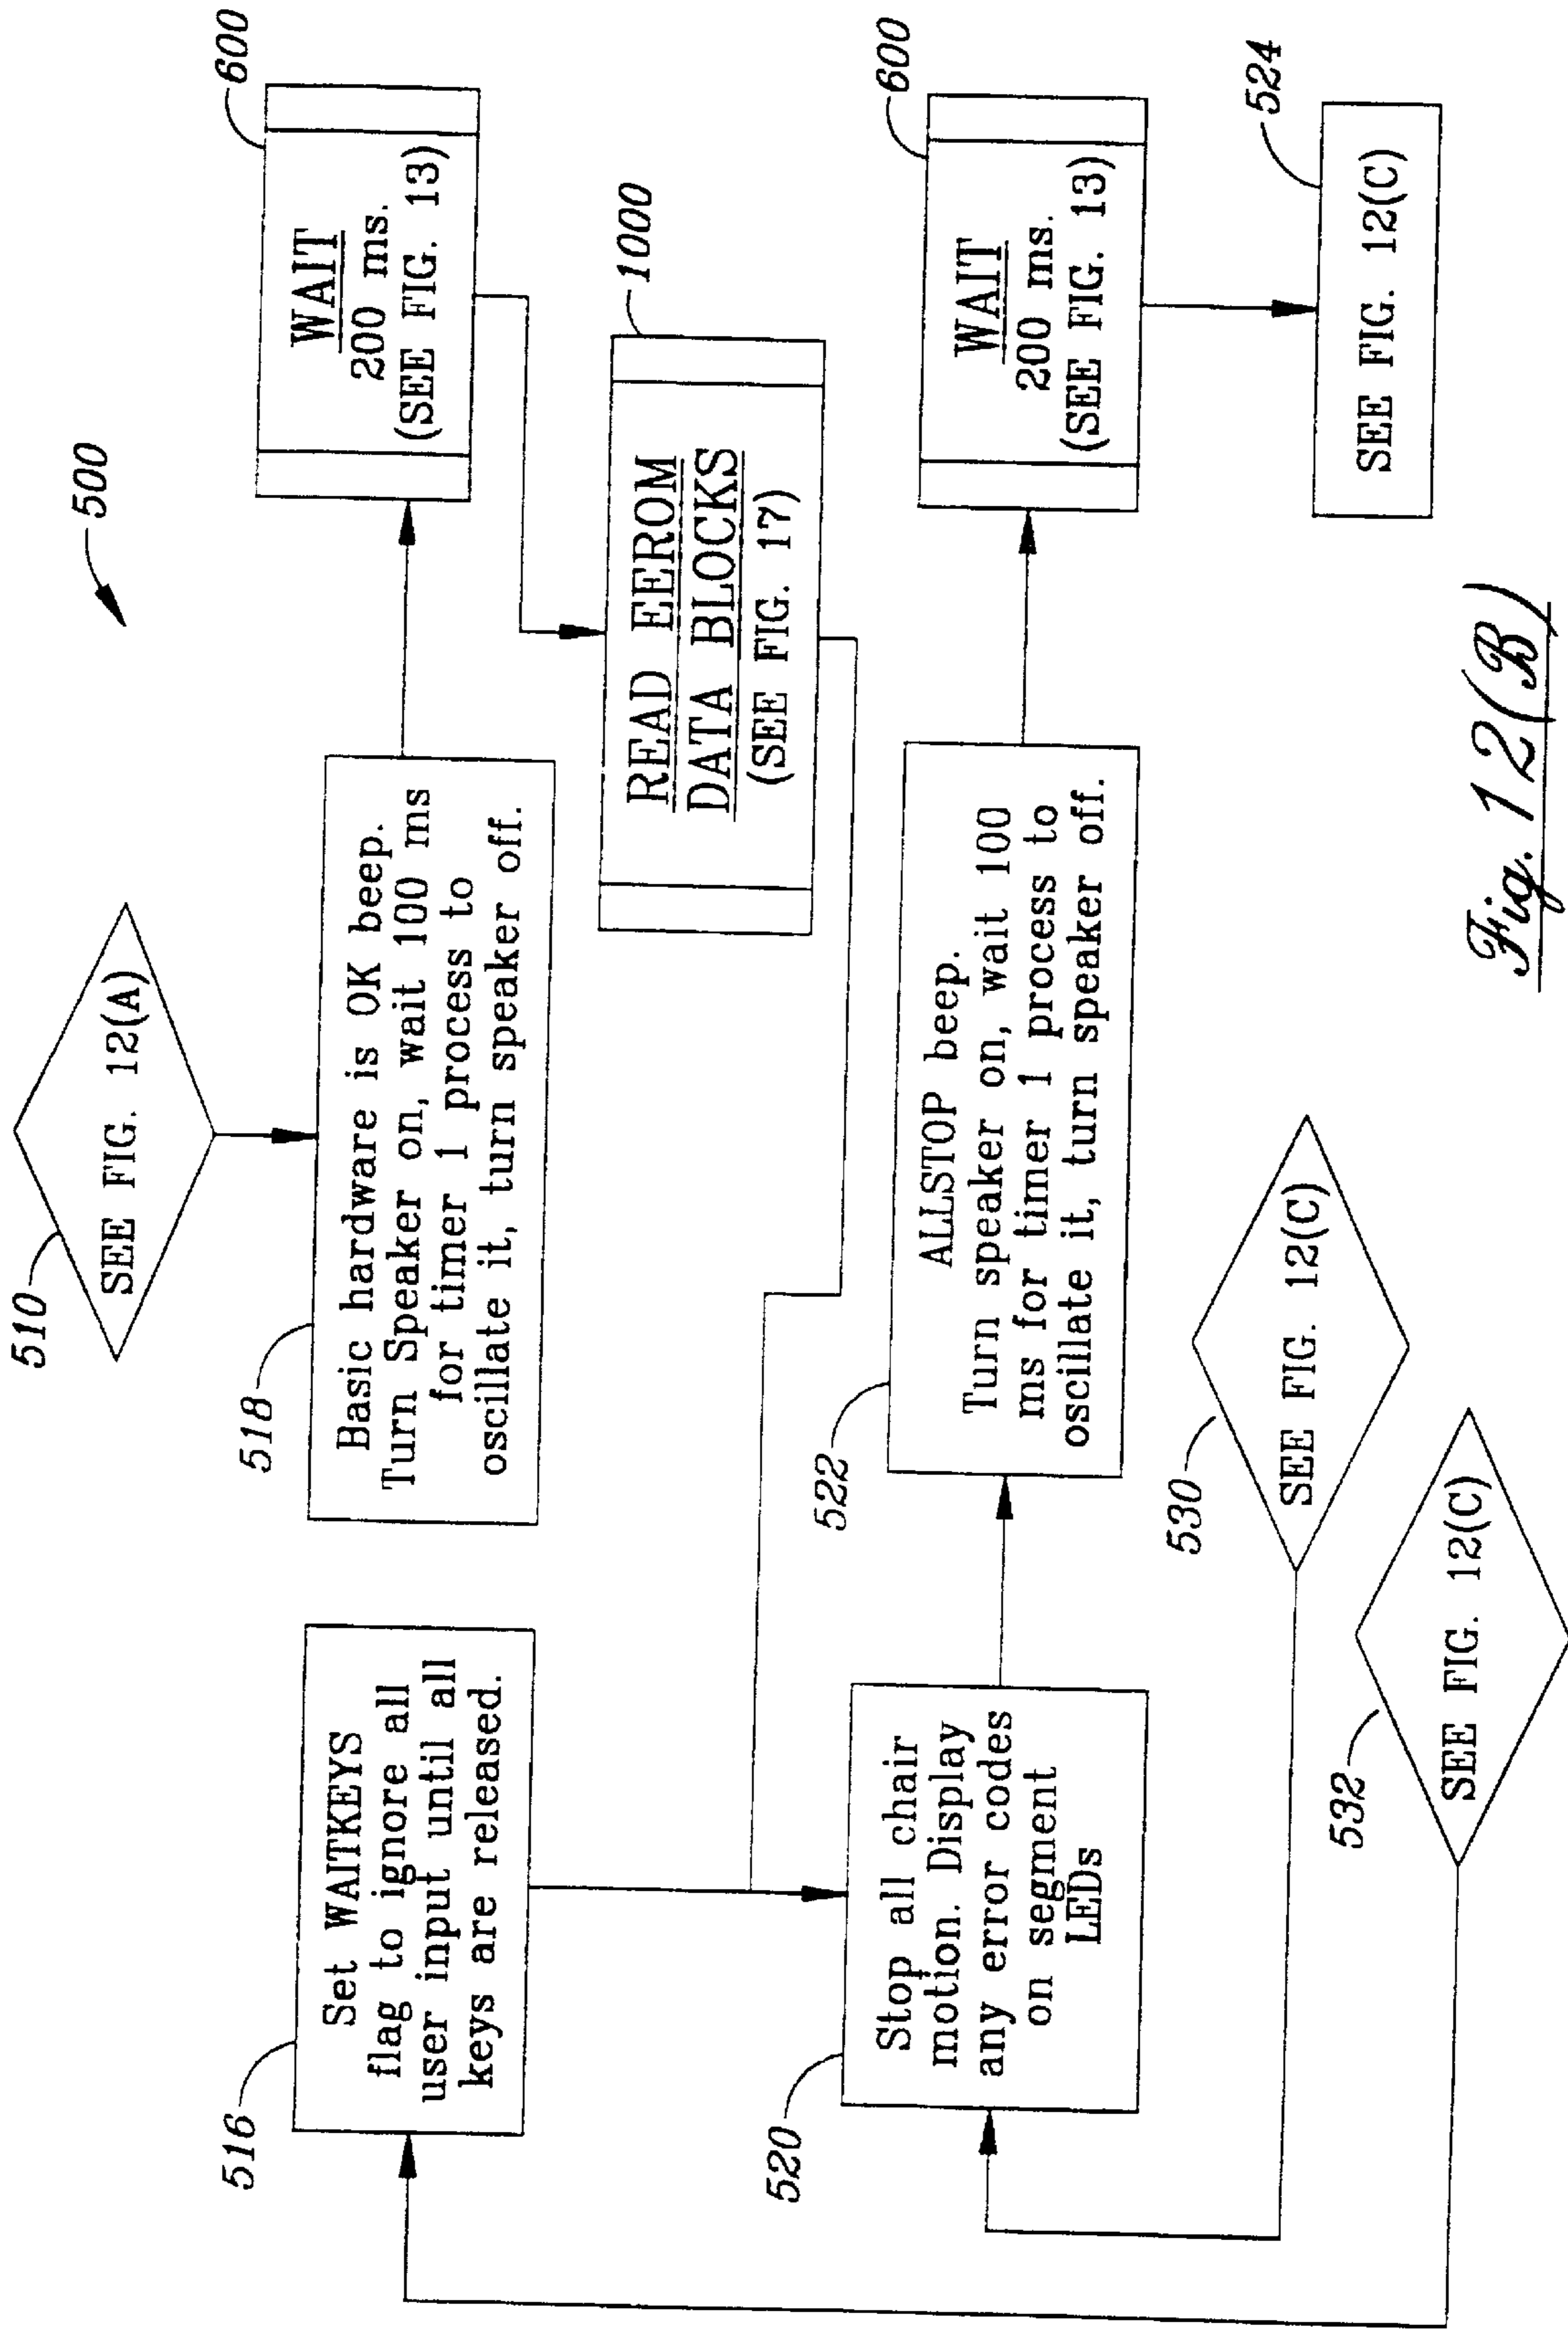 500
510
SEE FIG. 12(A)
518
Basic hardware is OK beep.
Turn Speaker on, wait 100 ms
for timer 1 process to
oscillate it, turn speaker off.
600
WAIT
200 ms.
(SEE FIG. 13)
516
Set WAITKEYS
flag to ignore all
user input until all
keys are released.
1000
READ EEROM
DATA BLOCKS
(SEE FIG. 17)
520
Stop all chair
motion. Display
any error codes
on segment
LEDs
522
ALLSTOP beep.
Turn speaker on, wait 100
ms for timer 1 process to
oscillate it, turn speaker off.
600
WAIT
200 ms.
(SEE FIG. 13)
530
SEE FIG. 12(C)
524
SEE FIG. 12(C)
532
SEE FIG. 12(C)
Fig. 12(B)